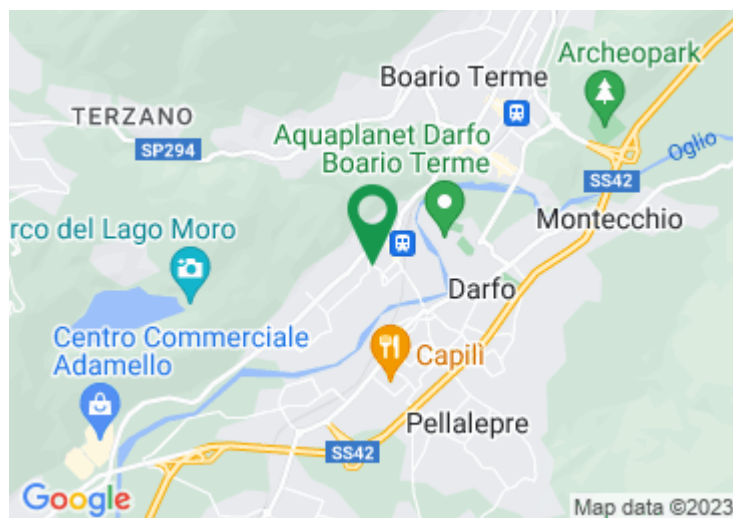 Archeopark
Boario Terme
TERZANO
SP294
Aquaplanet Darfo
Boario Terme
Oglio
SS42
Montecchio
rco del Lago Moro
Darfo
Centro Commerciale
Adamello
Capilì
Pellalepre
SS42
Google
Map data ©2023